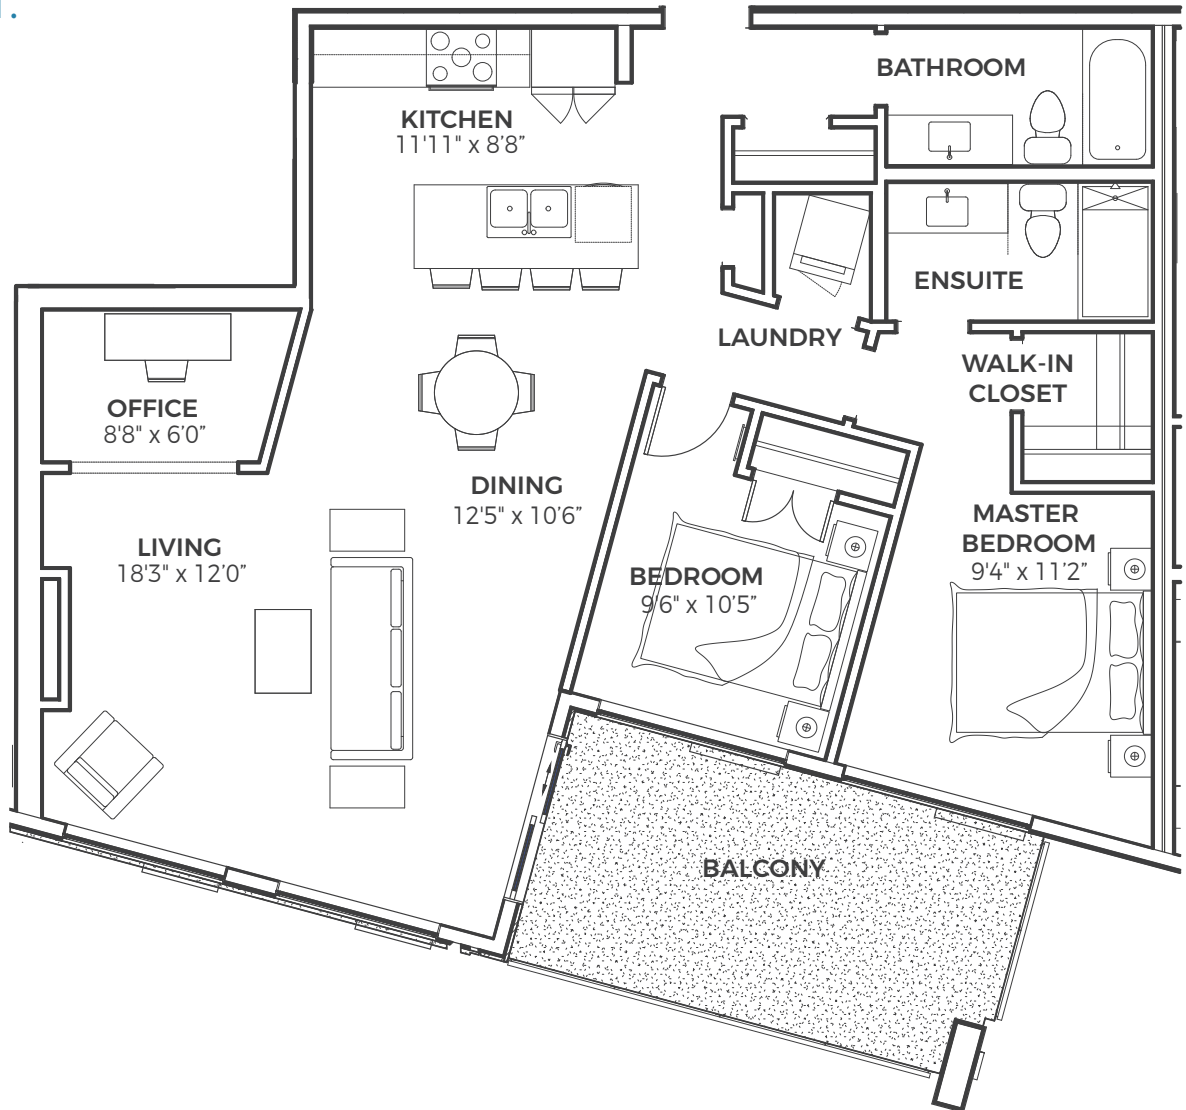 BATHROOM
KITCHEN
11'11" x 8'8"
ENSUITE
LAUNDRY
WALK-IN
CLOSET
OFFICE
8'8" x 6'0"
DINING
12'5" x 10'6"
LIVING
18'3" x 12'0"
MASTER
BEDROOM
9'4" x 11'2"
BEDROOM
9'6" x 10'5"
BALCONY